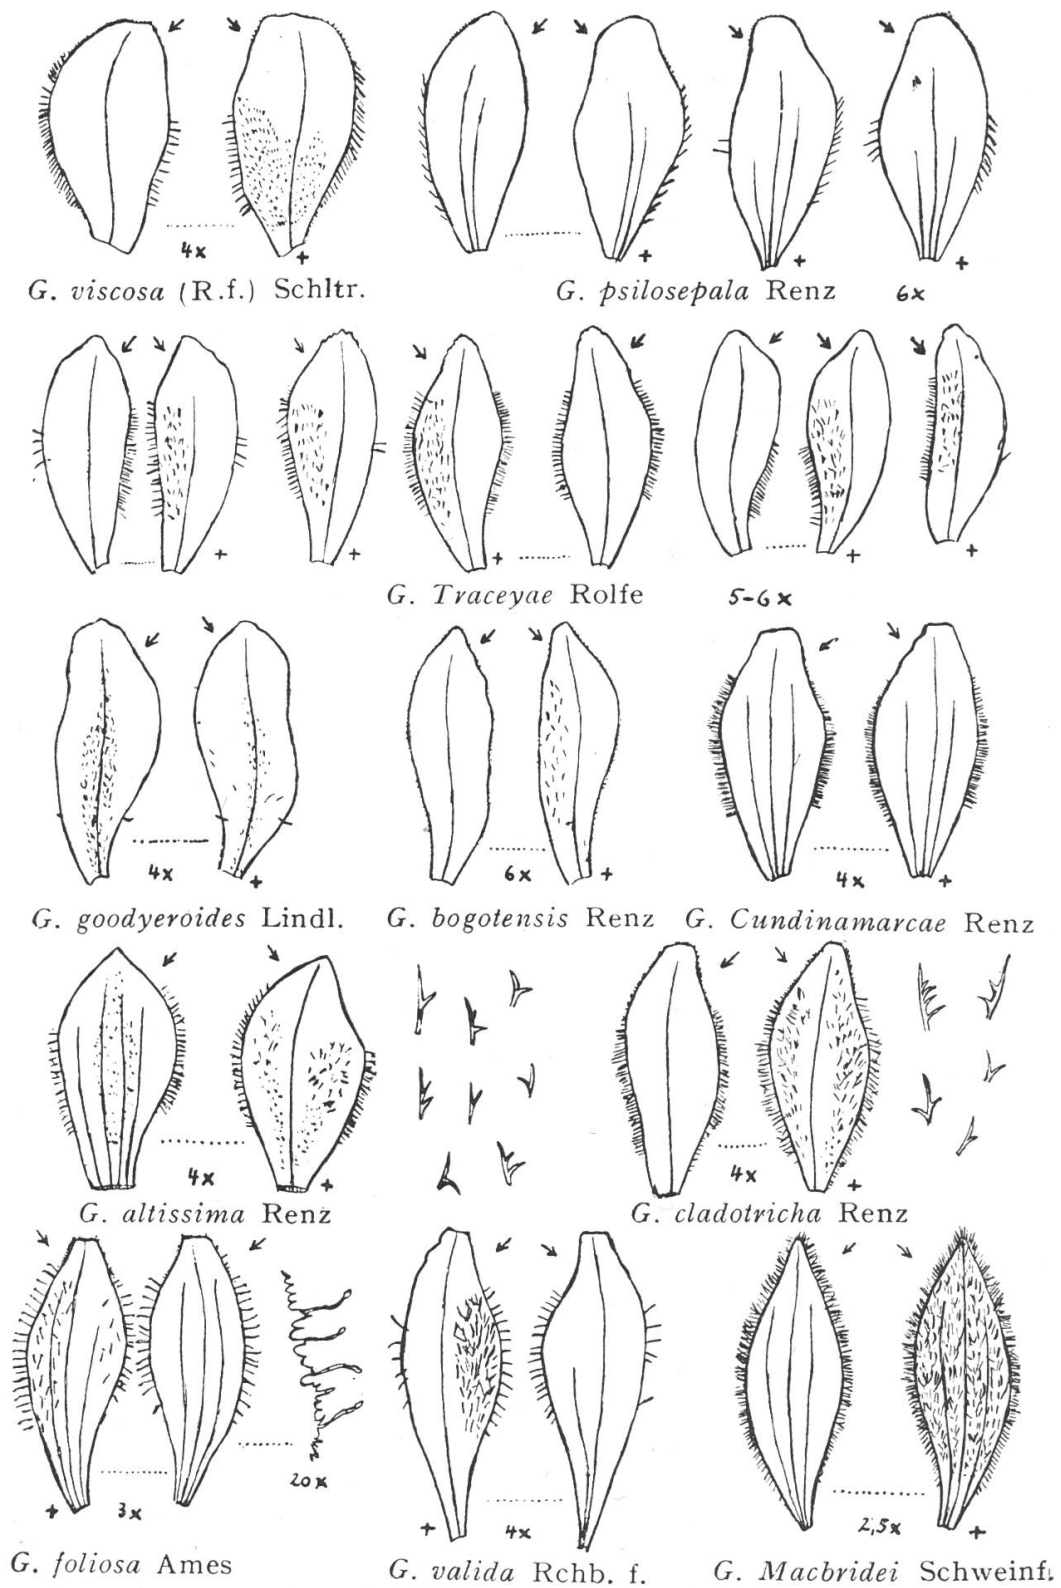 4x
G. viscosa (R.f.) Schltr.
G. psilosepala Renz 6x
G. Traceyae Rolfe 5-6x
4x
6x
4x
G. goodyeroides Lindl.
G. bogotensis Renz
G. Cundinamarcae Renz
4x
4x
G. altissima Renz
G. cladotricha Renz
3x
20x
4x
2,5x
G. foliosa Ames
G. valida Rchb. f.
G. Macbridei Schweinf.